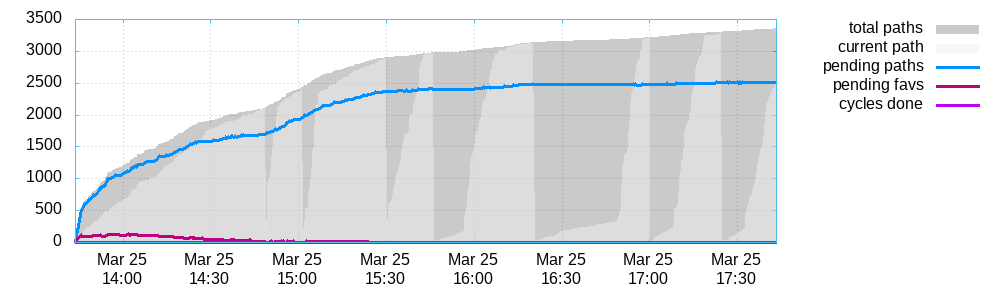 3500
3000
2500
2000
1500
1000
500
0
Mar 25 Mar 25 Mar 25 Mar 25 Mar 25 Mar 25 Mar 25 Mar 25
14:00 14:30 15:00 15:30 16:00 16:30 17:00 17:30
total paths
current path
pending paths
pending favs
cycles done